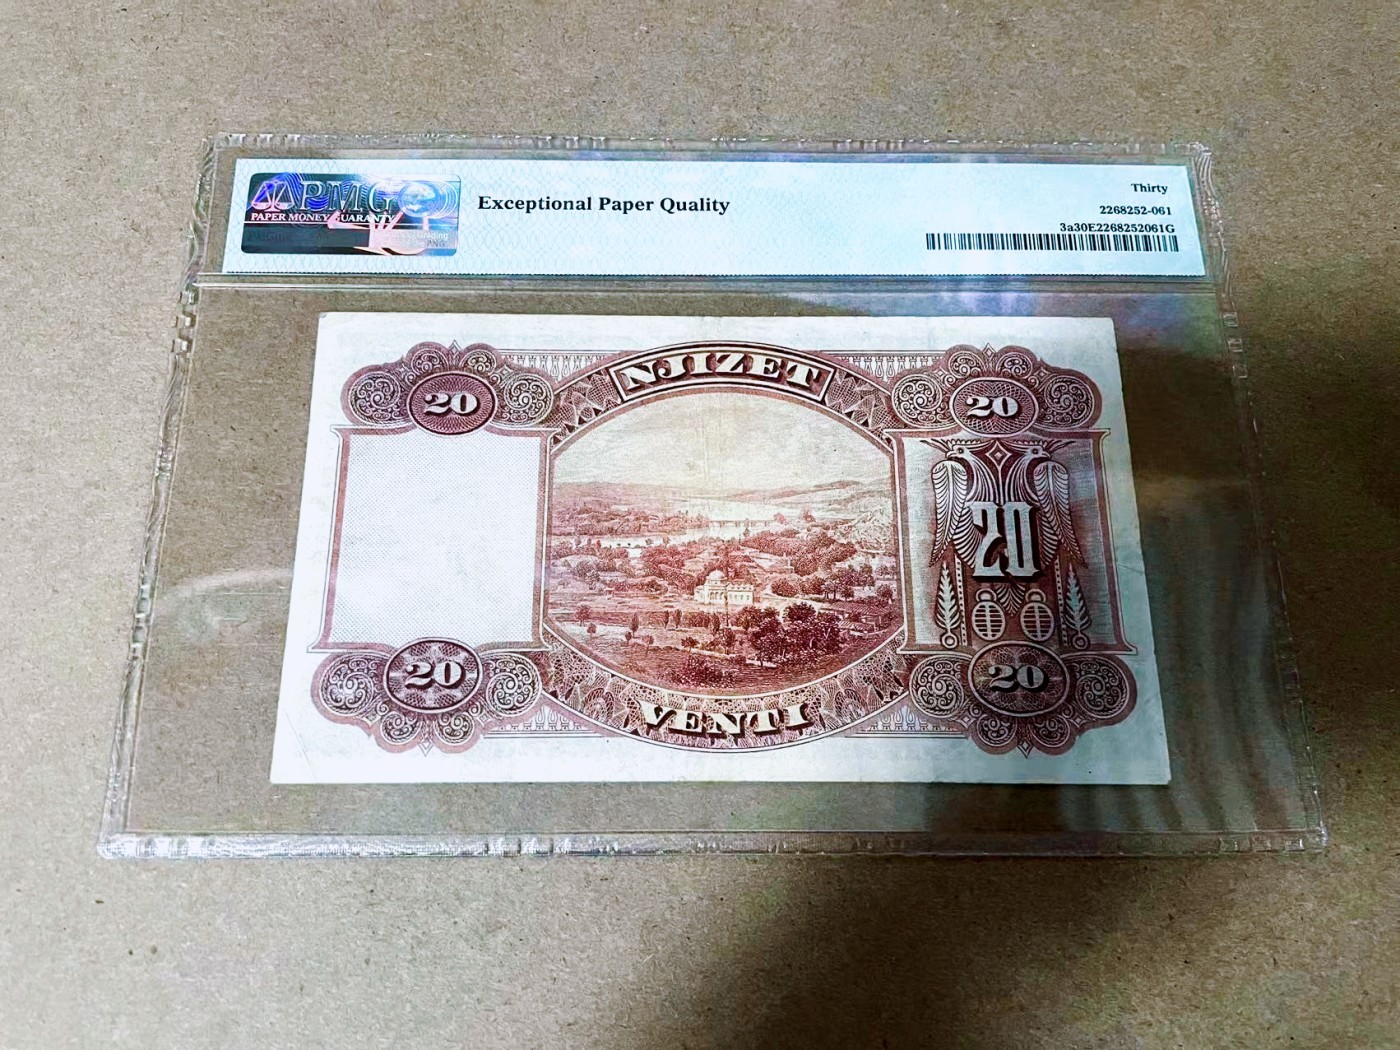 PMG
PAPER MONEY GUARANTY
Exceptional Paper Quality
Thirty
2268252-061
3a30E2268252061G
NJIZET
20
20
20
20
20
VENTI